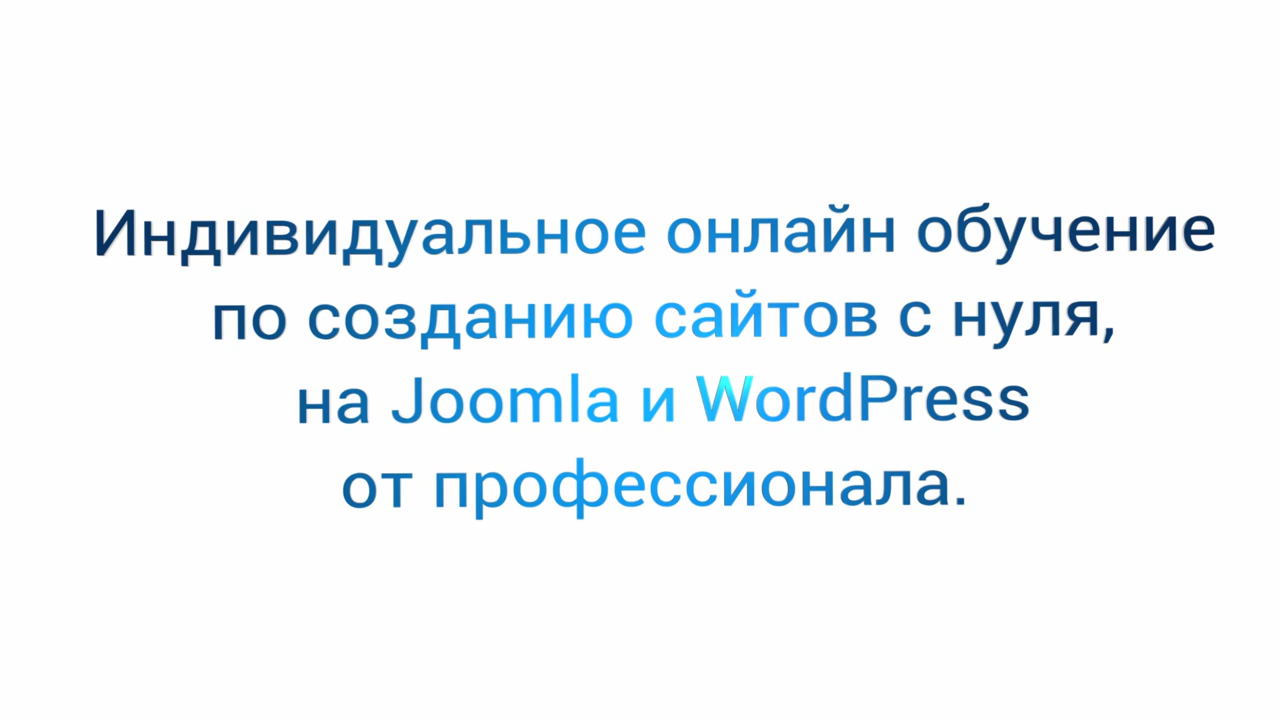 Индивидуальное онлайн обучение
по созданию сайтов с нуля,
на Joomla и WordPress
от профессионала.